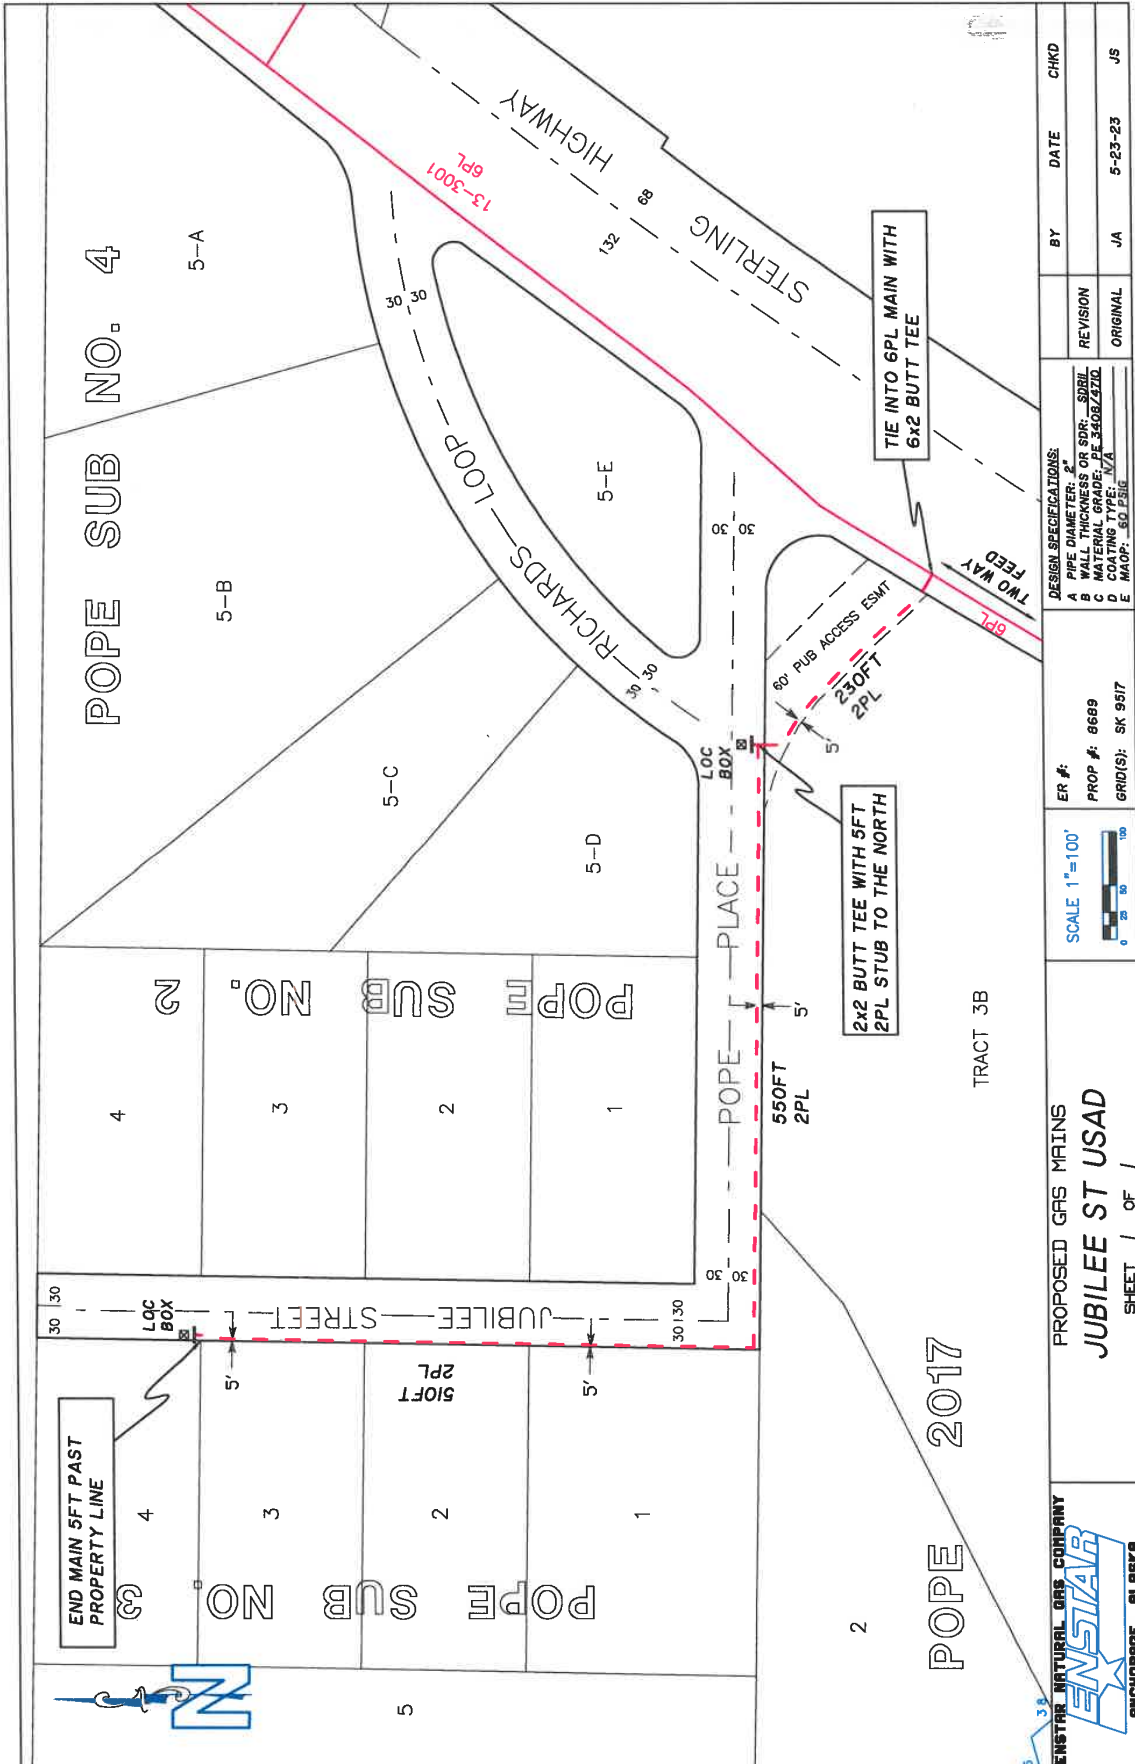 POPE SUB NO. 4
5-A
5-B
5-C
5-D
5-E
13-3001
6PL
STERLING HIGHWAY
132
68
RICHARDS LOOP
30 30
30 30
30 30
TIE INTO 6PL MAIN WITH
6x2 BUTT TEE
TWO WAY
FEED
6PL
60' PUB ACCESS ESMT
230FT
2PL
5'
LOC
BOX
2x2 BUTT TEE WITH 5FT
2PL STUB TO THE NORTH
POPE PLACE
5'
550FT
2PL
TRACT 3B
POPE SUB NO. 2
4
3
2
1
30 30
JUBILEE STREET
30 30
30 30
LOC
BOX
5'
510FT
2PL
5'
END MAIN 5FT PAST
PROPERTY LINE
POPE SUB NO. 3
4
3
2
1
5
2
POPE 2017
N
38
ENSTAR NATURAL GAS COMPANY
ENSTAR
ANCHORAGE ALASKA
PROPOSED GAS MAINS
JUBILEE ST USAD
SHEET 1 OF 1
SCALE 1"=100'
0 25 50 100
ER #:
PROP #: 8689
GRID(S): SK 9517
DESIGN SPECIFICATIONS:
A PIPE DIAMETER: 2"
B WALL THICKNESS OR SDR: SDR11
C MATERIAL GRADE: PE 3408/4710
D COATING TYPE: N/A
E MAOP: 60 PSIG
REVISION BY DATE CHKD
ORIGINAL JA 5-23-23 JS